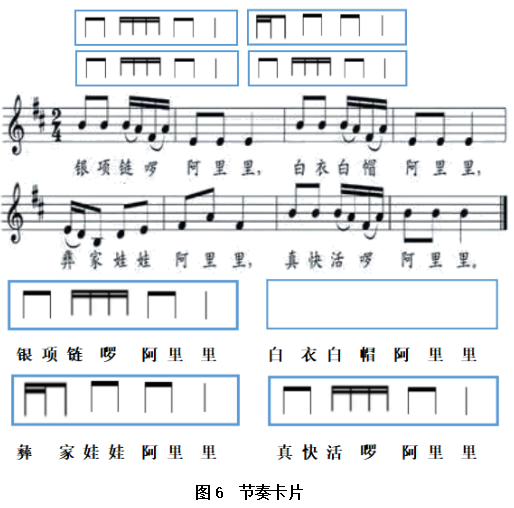 2
4
银项链啰 阿里里，白衣白帽 阿里里，
彝家娃娃 阿里里，真快活啰 阿里里。
银 项 链 啰 阿 里 里 白 衣 白 帽 阿 里 里
彝 家 娃 娃 阿 里 里 真 快 活 啰 阿 里 里
图 6 节奏卡片